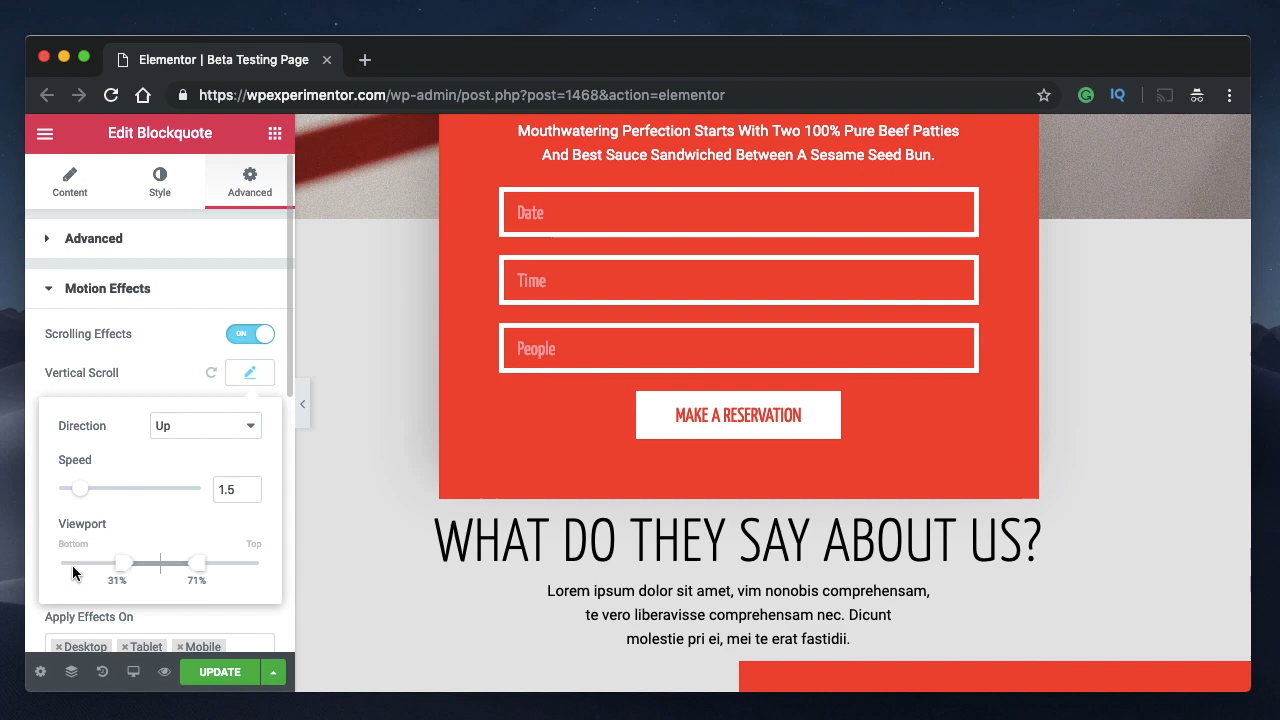 Elementor | Beta Testing Page
https://wpexperimentor.com/wp-admin/post.php?post=1468&action=elementor
IQ
Edit Blockquote
Content
Style
Advanced
Advanced
Motion Effects
Scrolling Effects
ON
Vertical Scroll
Direction
Up
Speed
1.5
Viewport
Bottom
Top
31%
71%
Apply Effects On
×Desktop ×Tablet ×Mobile
UPDATE
Mouthwatering Perfection Starts With Two 100% Pure Beef Patties
And Best Sauce Sandwiched Between A Sesame Seed Bun.
Date
Time
People
MAKE A RESERVATION
WHAT DO THEY SAY ABOUT US?
Lorem ipsum dolor sit amet, vim nonobis comprehensam,
te vero liberavisse comprehensam nec. Dicunt
molestie pri ei, mei te erat fastidii.